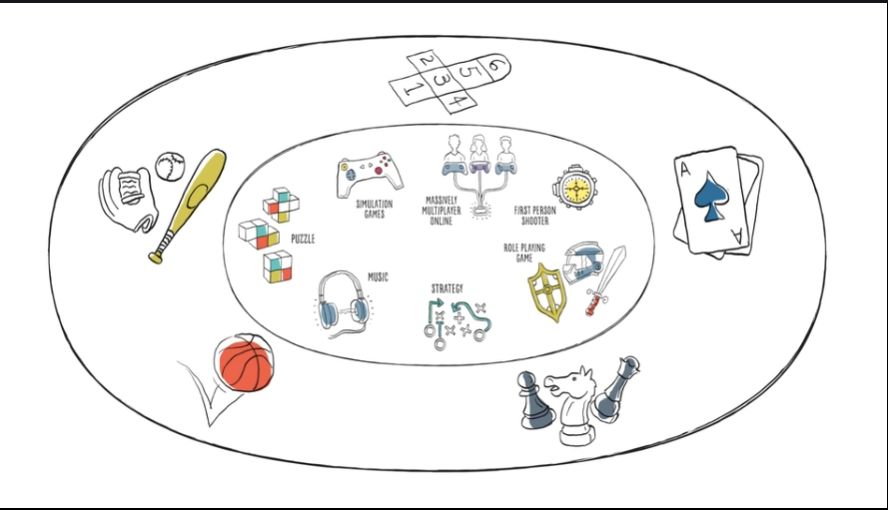 1
2
3
4
5
6
A
A
SIMULATION
GAMES
MASSIVELY
MULTIPLAYER
ONLINE
FIRST PERSON
SHOOTER
PUZZLE
ROLE PLAYING
GAME
MUSIC
STRATEGY